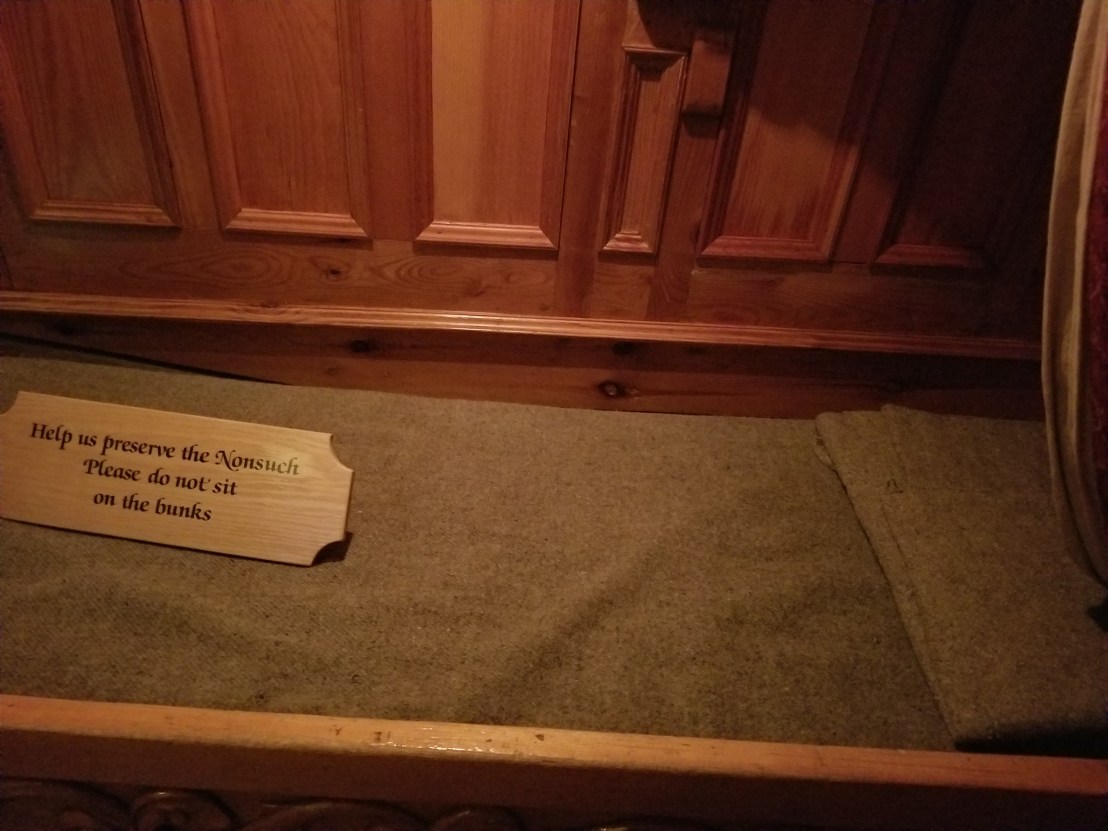 Help us preserve the Nonsuch
Please do not sit
on the bunks